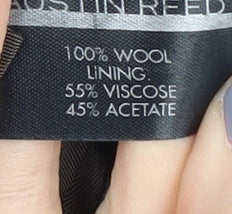 AUSTIN REED
100% WOOL
LINING.
55% VISCOSE
45% ACETATE